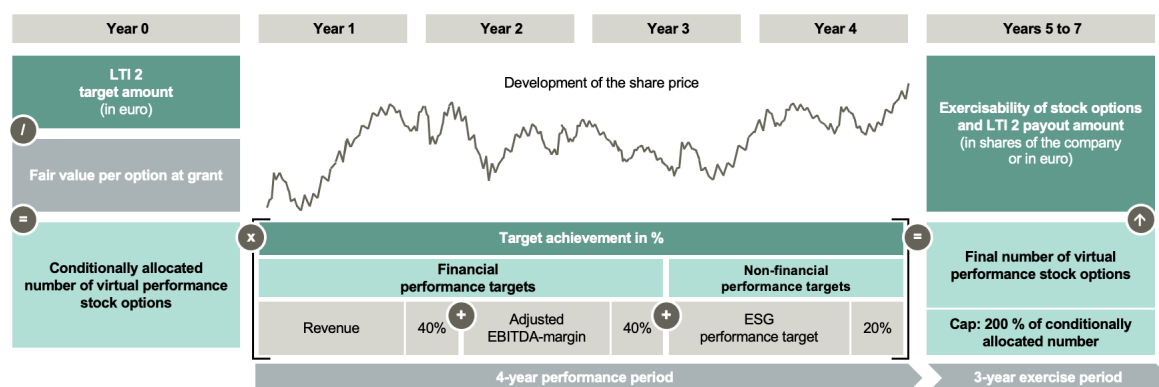 Year 0
Year 1
Year 2
Year 3
Year 4
Years 5 to 7
LTI 2
target amount
(in euro)
/
Fair value per option at grant
=
Conditionally allocated
number of virtual performance
stock options
Development of the share price
x
Target achievement in %
Financial
performance targets
Non-financial
performance targets
Revenue
40%
+
Adjusted
EBITDA-margin
40%
+
ESG
performance target
20%
=
Exercisability of stock options
and LTI 2 payout amount
(in shares of the company
or in euro)
Final number of virtual
performance stock options
Cap: 200 % of conditionally
allocated number
4-year performance period
3-year exercise period